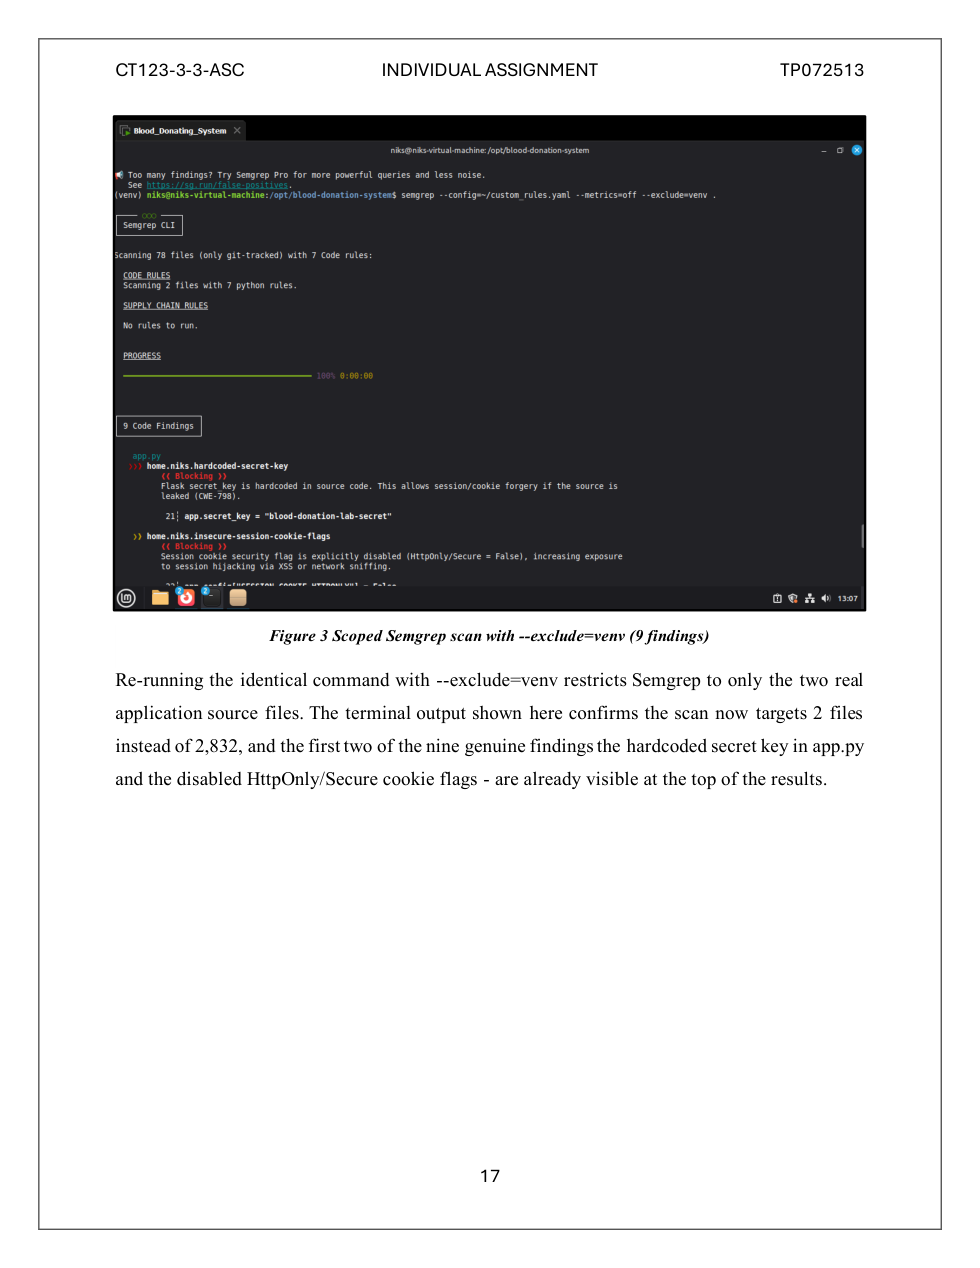 CT123-3-3-ASC INDIVIDUAL ASSIGNMENT TP072513
Blood_Donating_System
niks@niks-virtual-machine: /opt/blood-donation-system
Too many findings? Try Semgrep Pro for more powerful queries and less noise.
See https://sg.run/false-positives.
(venv) niks@niks-virtual-machine:/opt/blood-donation-system$ semgrep --config=~/custom_rules.yaml --metrics=off --exclude=venv .
Semgrep CLI
Scanning 78 files (only git-tracked) with 7 Code rules:
CODE RULES
Scanning 2 files with 7 python rules.
SUPPLY CHAIN RULES
No rules to run.
PROGRESS
100% 0:00:00
9 Code Findings
app.py
❯❯❱ home.niks.hardcoded-secret-key
❰❰ Blocking ❱❱
Flask secret_key is hardcoded in source code. This allows session/cookie forgery if the source is
leaked (CWE-798).
21┆ app.secret_key = "blood-donation-lab-secret"
❯❱ home.niks.insecure-session-cookie-flags
❰❰ Blocking ❱❱
Session cookie security flag is explicitly disabled (HttpOnly/Secure = False), increasing exposure
to session hijacking via XSS or network sniffing.
22┆ app.config["SESSION_COOKIE_HTTPONLY"] = False
2 2
13:07
Figure 3 Scoped Semgrep scan with --exclude=venv (9 findings)
Re-running the identical command with --exclude=venv restricts Semgrep to only the two real
application source files. The terminal output shown here confirms the scan now targets 2 files
instead of 2,832, and the first two of the nine genuine findings the hardcoded secret key in app.py
and the disabled HttpOnly/Secure cookie flags - are already visible at the top of the results.
17